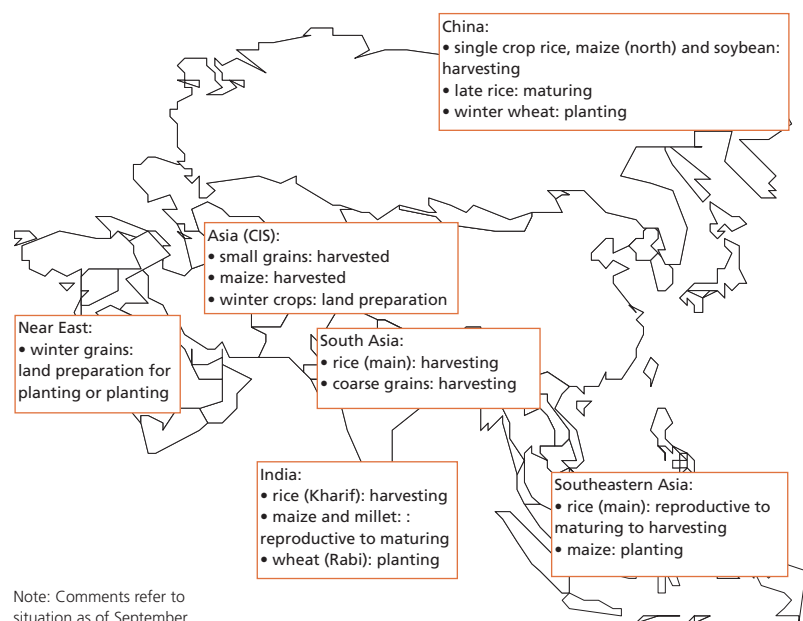 China:
• single crop rice, maize (north) and soybean:
harvesting
• late rice: maturing
• winter wheat: planting
Asia (CIS):
• small grains: harvested
• maize: harvested
• winter crops: land preparation
Near East:
• winter grains:
land preparation for
planting or planting
South Asia:
• rice (main): harvesting
• coarse grains: harvesting
India:
• rice (Kharif): harvesting
• maize and millet: :
reproductive to maturing
• wheat (Rabi): planting
Southeastern Asia:
• rice (main): reproductive to
maturing to harvesting
• maize: planting
Note: Comments refer to
situation as of September